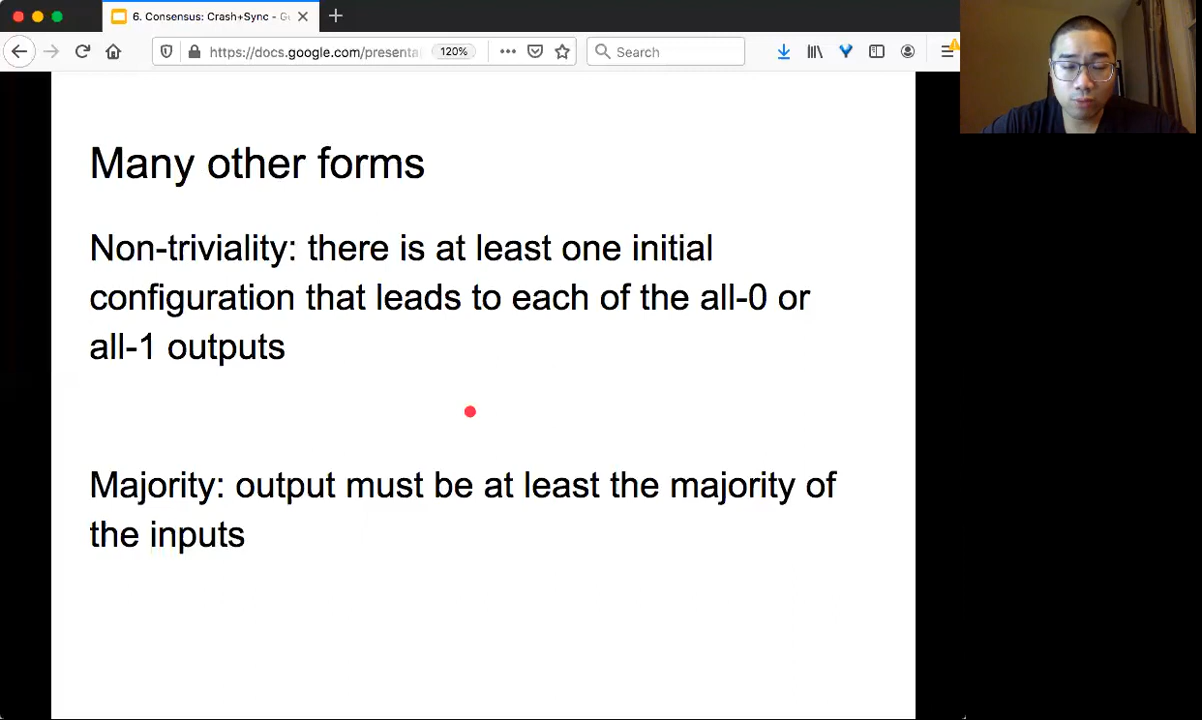 6. Consensus: Crash+Sync - G
https://docs.google.com/presenta
120%
Search
Many other forms
Non-triviality: there is at least one initial
configuration that leads to each of the all-0 or
all-1 outputs
Majority: output must be at least the majority of
the inputs